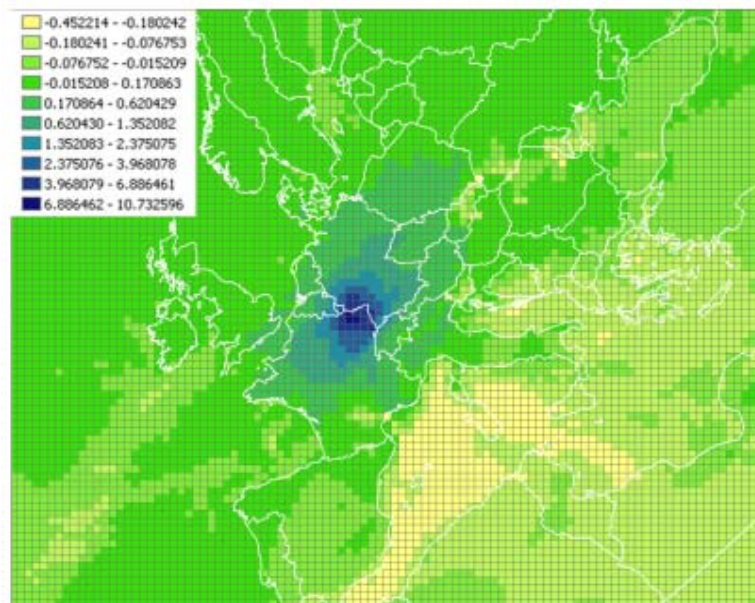 -0.452214 - -0.180242
-0.180241 - -0.076753
-0.076752 - -0.015209
-0.015208 - 0.170863
0.170864 - 0.620429
0.620430 - 1.352082
1.352083 - 2.375075
2.375076 - 3.968078
3.968079 - 6.886461
6.886462 - 10.732596